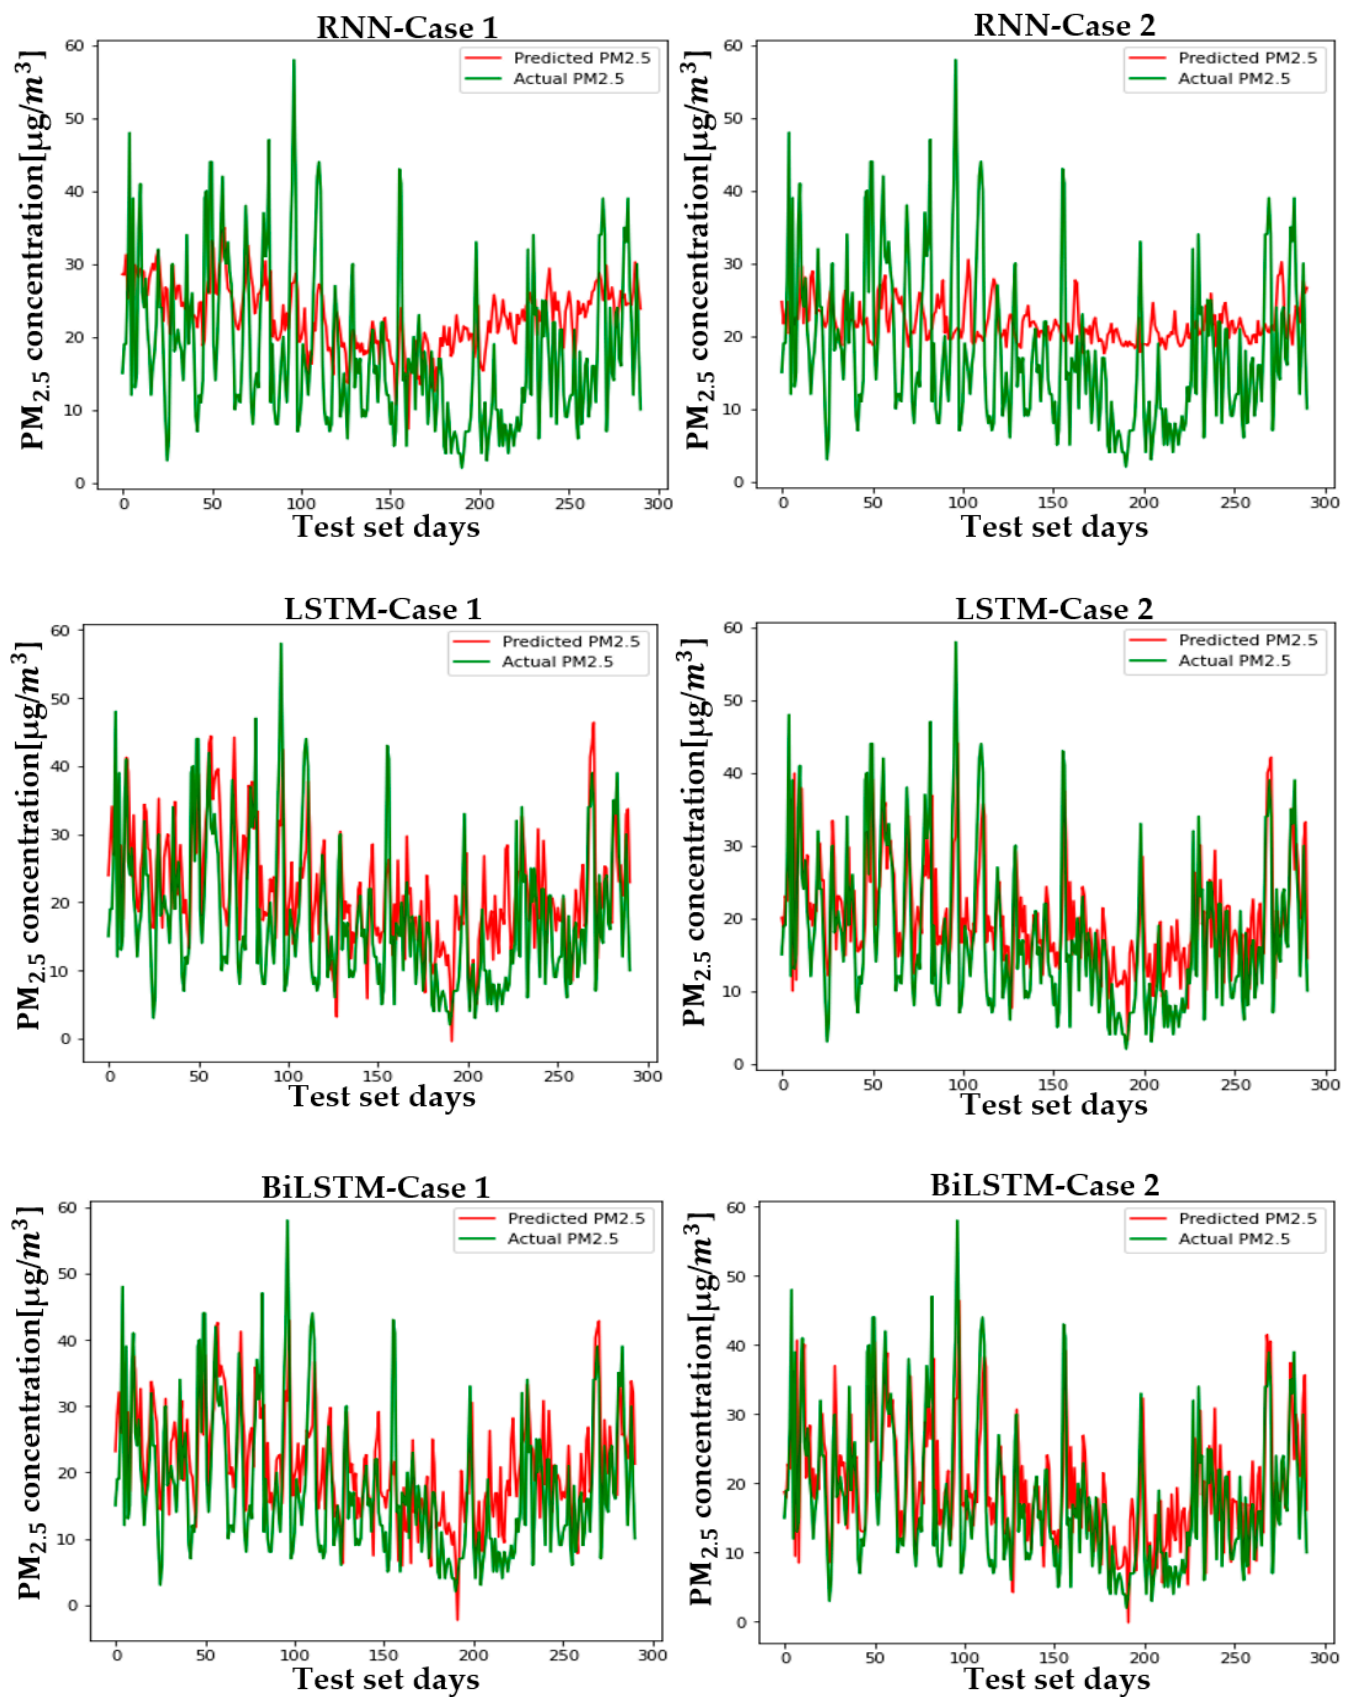 RNN-Case 1
PM2.5 concentration[µg/m³]
60
50
40
30
20
10
0
Predicted PM2.5
Actual PM2.5
0 50 100 150 200 250 300
Test set days
RNN-Case 2
PM2.5 concentration[µg/m³]
60
50
40
30
20
10
0
Predicted PM2.5
Actual PM2.5
0 50 100 150 200 250 300
Test set days
LSTM-Case 1
PM2.5 concentration[µg/m³]
60
50
40
30
20
10
0
Predicted PM2.5
Actual PM2.5
0 50 100 150 200 250 300
Test set days
LSTM-Case 2
PM2.5 concentration[µg/m³]
60
50
40
30
20
10
0
Predicted PM2.5
Actual PM2.5
0 50 100 150 200 250 300
Test set days
BiLSTM-Case 1
PM2.5 concentration[µg/m³]
60
50
40
30
20
10
0
Predicted PM2.5
Actual PM2.5
0 50 100 150 200 250 300
Test set days
BiLSTM-Case 2
PM2.5 concentration[µg/m³]
60
50
40
30
20
10
0
Predicted PM2.5
Actual PM2.5
0 50 100 150 200 250 300
Test set days